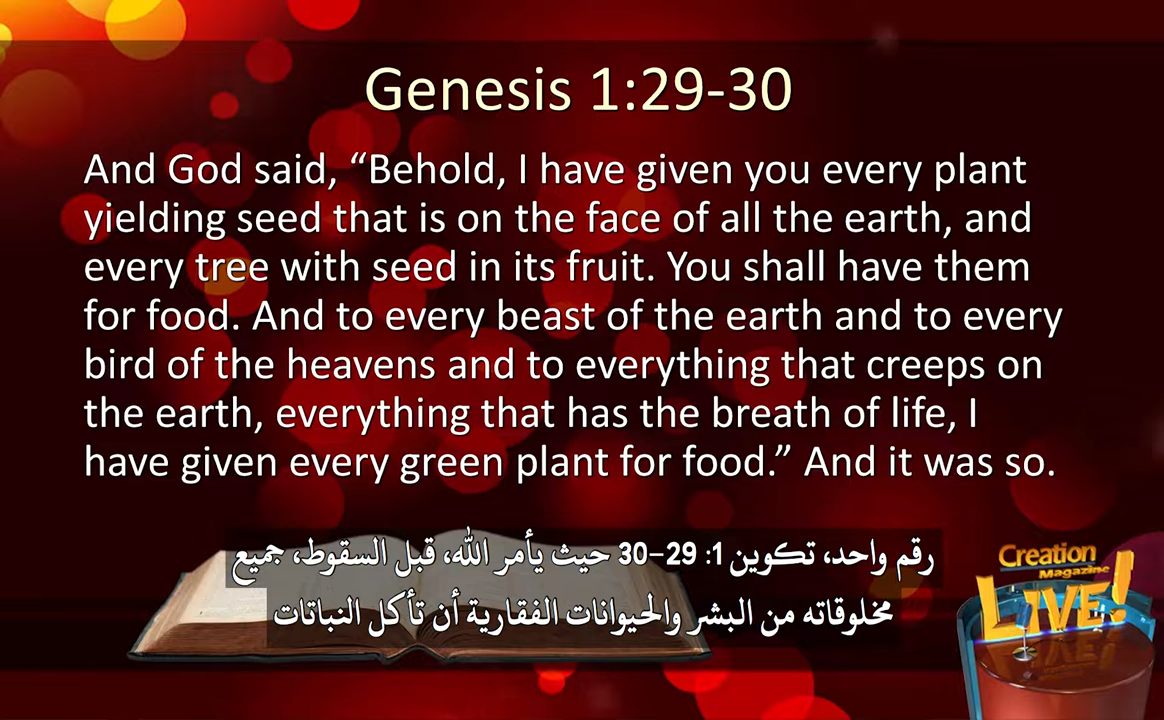 Genesis 1:29-30
And God said, “Behold, I have given you every plant
yielding seed that is on the face of all the earth, and
every tree with seed in its fruit. You shall have them
for food. And to every beast of the earth and to every
bird of the heavens and to everything that creeps on
the earth, everything that has the breath of life, I
have given every green plant for food.” And it was so.
رقم واحد، تكوين 1: 29-30 حيث يأمر الله، قبل السقوط، جميع
مخلوقاته من البشر والحيوانات الفقارية أن تأكل النباتات
Creation
Magazine
LIVE!